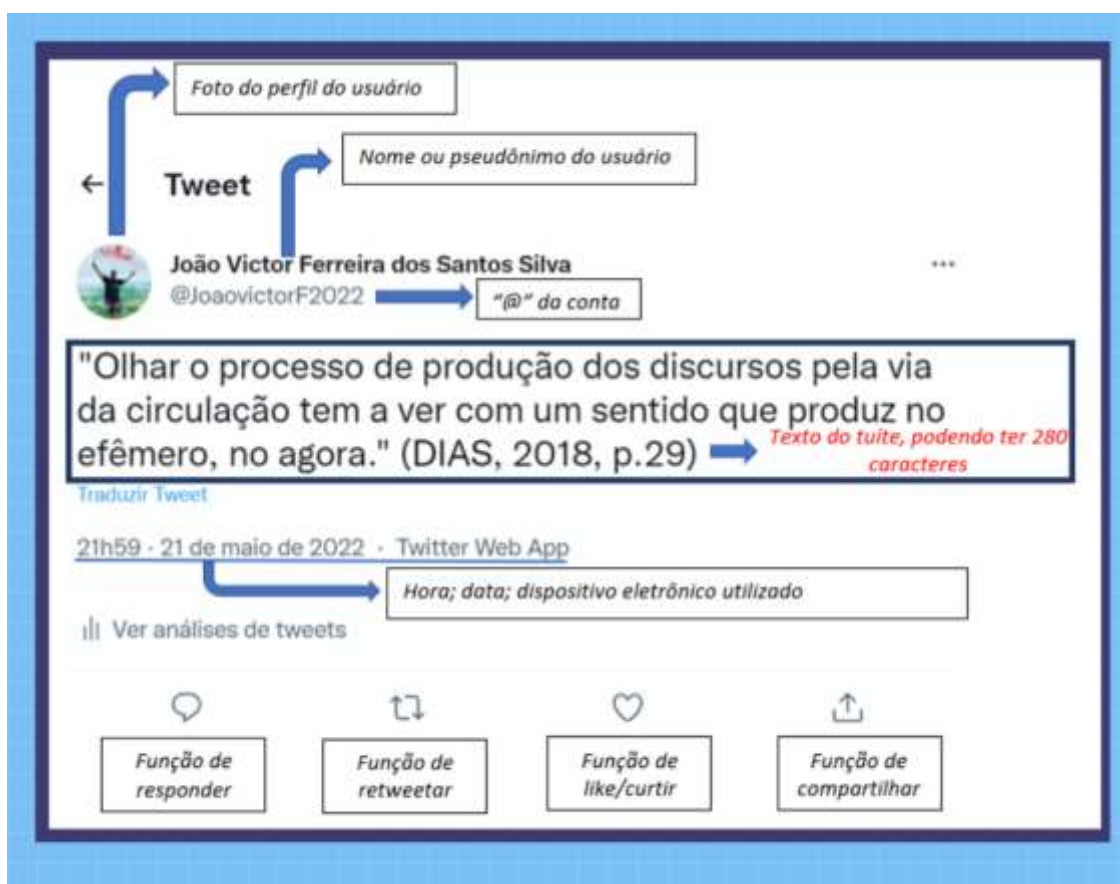 Foto do perfil do usuário
Nome ou pseudônimo do usuário
← Tweet
João Victor Ferreira dos Santos Silva
@JoaovictorF2022
"@" da conta
"Olhar o processo de produção dos discursos pela via
da circulação tem a ver com um sentido que produz no
efêmero, no agora." (DIAS, 2018, p.29)
Texto do tuíte, podendo ter 280
caracteres
Traduzir Tweet
21h59 · 21 de maio de 2022 · Twitter Web App
Hora; data; dispositivo eletrônico utilizado
Ver análises de tweets
Função de
responder
Função de
retweetar
Função de
like/curtir
Função de
compartilhar